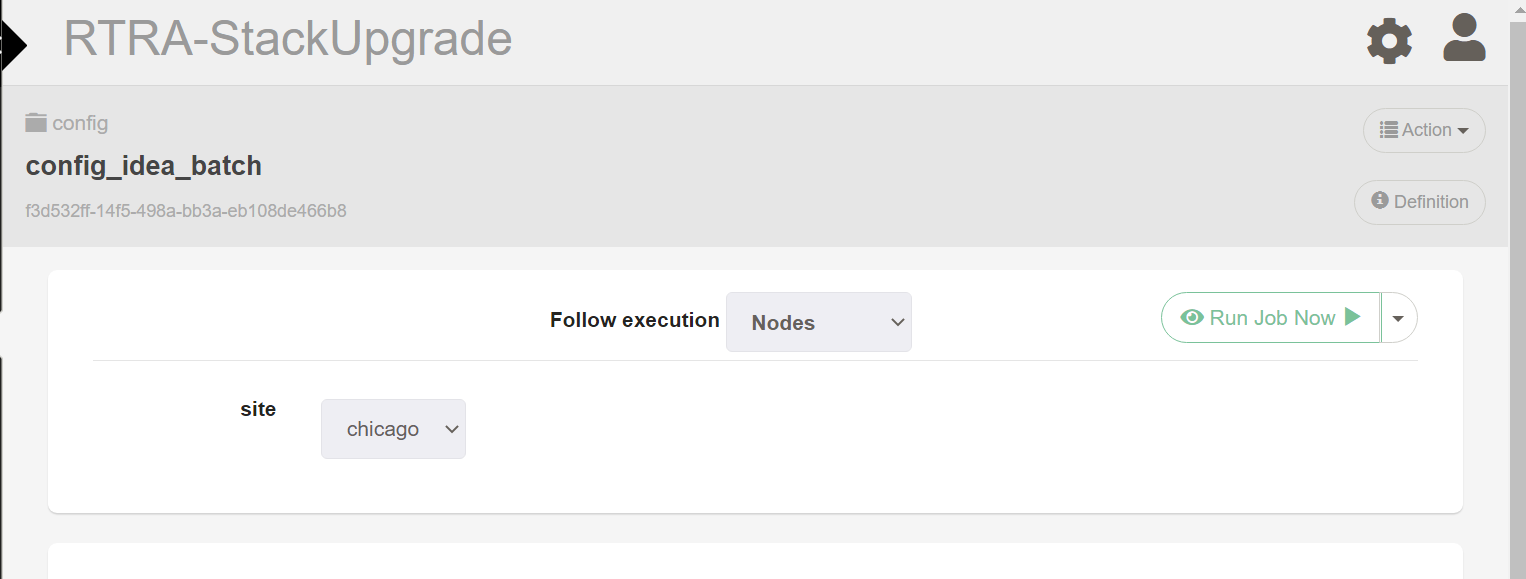 RTRA-StackUpgrade
config
Action
config_idea_batch
f3d532ff-14f5-498a-bb3a-eb108de466b8
Definition
Follow execution
Nodes
Run Job Now
site
chicago